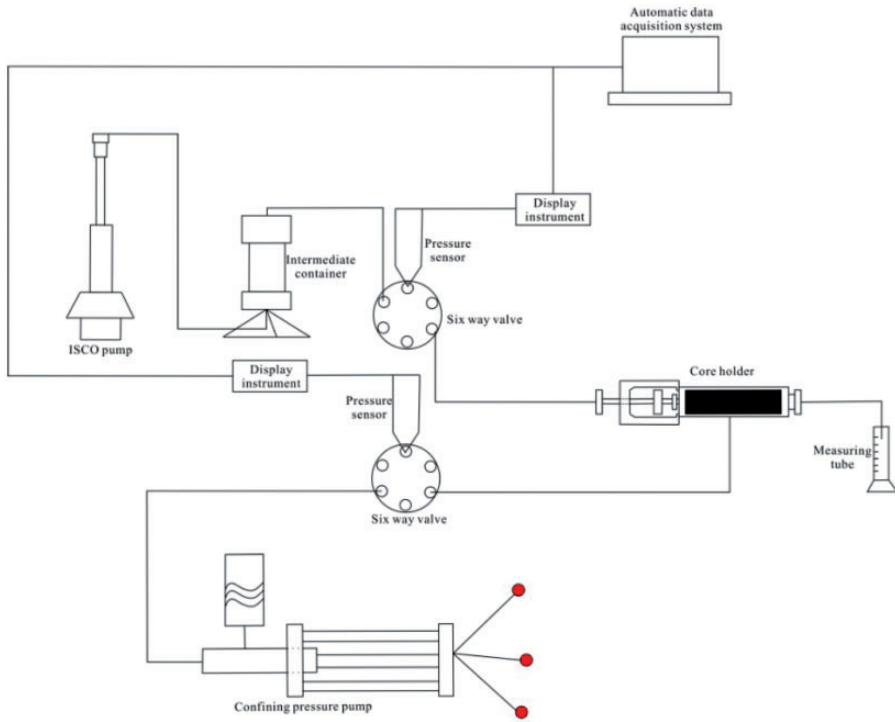 Automatic data
acquisition system
Display
instrument
Pressure
sensor
Intermediate
container
Six way valve
ISCO pump
Display
instrument
Core holder
Pressure
sensor
Measuring
tube
Six way valve
Confining pressure pump